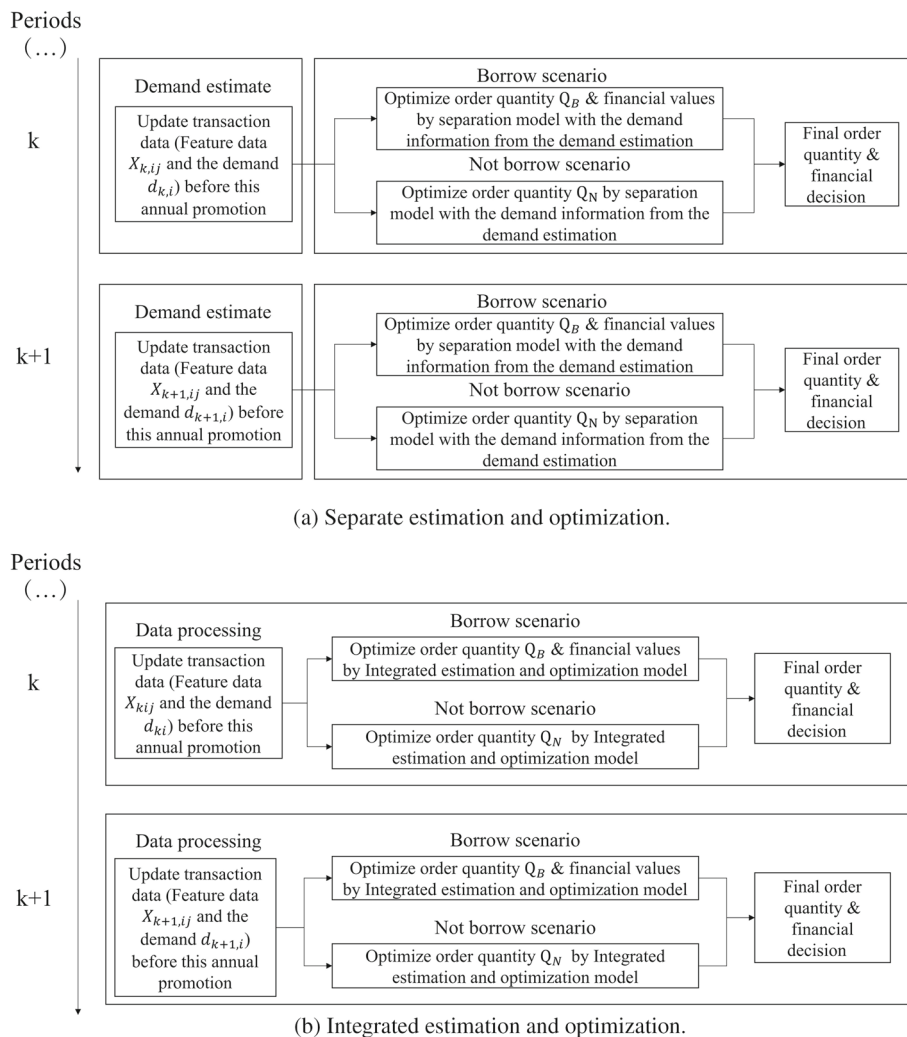 Periods
(…)
k
Demand estimate
Update transaction
data (Feature data
X_{k,ij} and the demand
d_{k,i}) before this
annual promotion
Borrow scenario
Optimize order quantity Q_B & financial values
by separation model with the demand
information from the demand estimation
Not borrow scenario
Optimize order quantity Q_N by separation
model with the demand information from the
demand estimation
Final order
quantity &
financial
decision
k+1
Demand estimate
Update transaction
data (Feature data
X_{k+1,ij} and the
demand d_{k+1,i}) before
this annual promotion
Borrow scenario
Optimize order quantity Q_B & financial values
by separation model with the demand
information from the demand estimation
Not borrow scenario
Optimize order quantity Q_N by separation
model with the demand information from the
demand estimation
Final order
quantity &
financial
decision
(a) Separate estimation and optimization.
Periods
(…)
k
Data processing
Update transaction
data (Feature data
X_{kij} and the demand
d_{ki}) before this
annual promotion
Borrow scenario
Optimize order quantity Q_B & financial values
by Integrated estimation and optimization model
Not borrow scenario
Optimize order quantity Q_N by Integrated
estimation and optimization model
Final order
quantity &
financial
decision
k+1
Data processing
Update transaction
data (Feature data
X_{k+1,ij} and the
demand d_{k+1,i})
before this annual
promotion
Borrow scenario
Optimize order quantity Q_B & financial values
by Integrated estimation and optimization model
Not borrow scenario
Optimize order quantity Q_N by Integrated
estimation and optimization model
Final order
quantity &
financial
decision
(b) Integrated estimation and optimization.